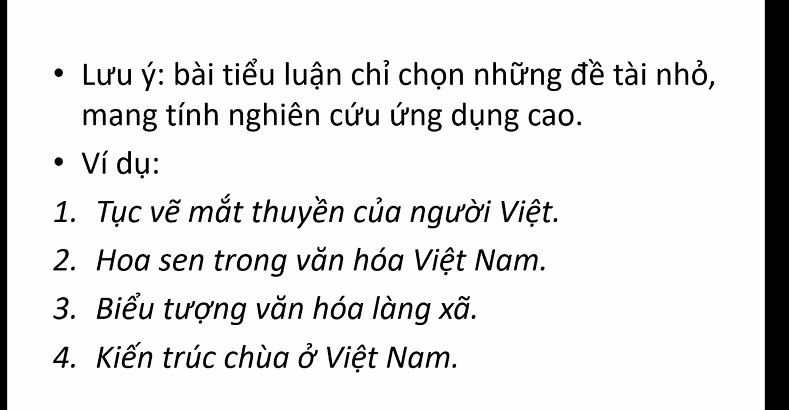 • Lưu ý: bài tiểu luận chỉ chọn những đề tài nhỏ,
mang tính nghiên cứu ứng dụng cao.
• Ví dụ:
1. Tục vẽ mắt thuyền của người Việt.
2. Hoa sen trong văn hóa Việt Nam.
3. Biểu tượng văn hóa làng xã.
4. Kiến trúc chùa ở Việt Nam.